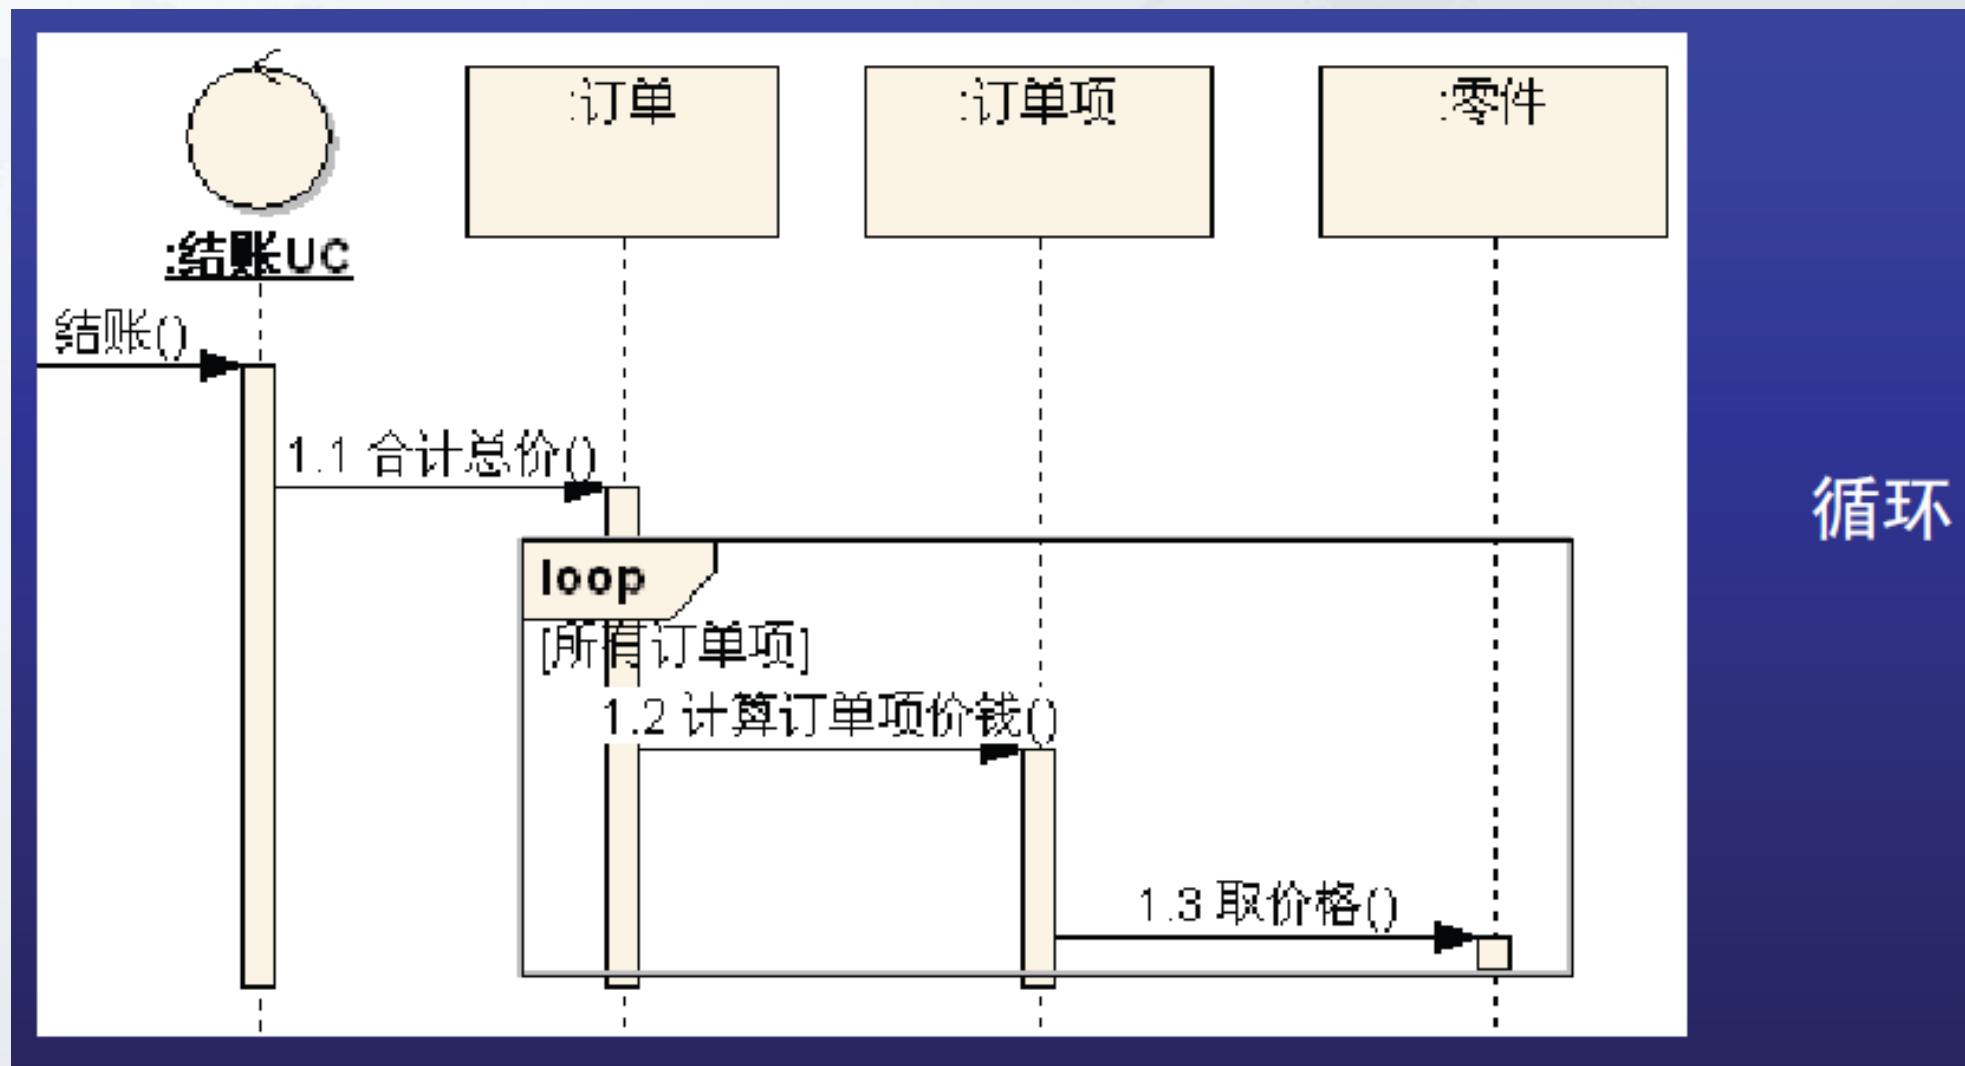 :订单
:订单项
:零件
:结账UC
结账()
1.1 合计总价()
循环
loop
[所有订单项]
1.2 计算订单项价钱()
1.3 取价格()